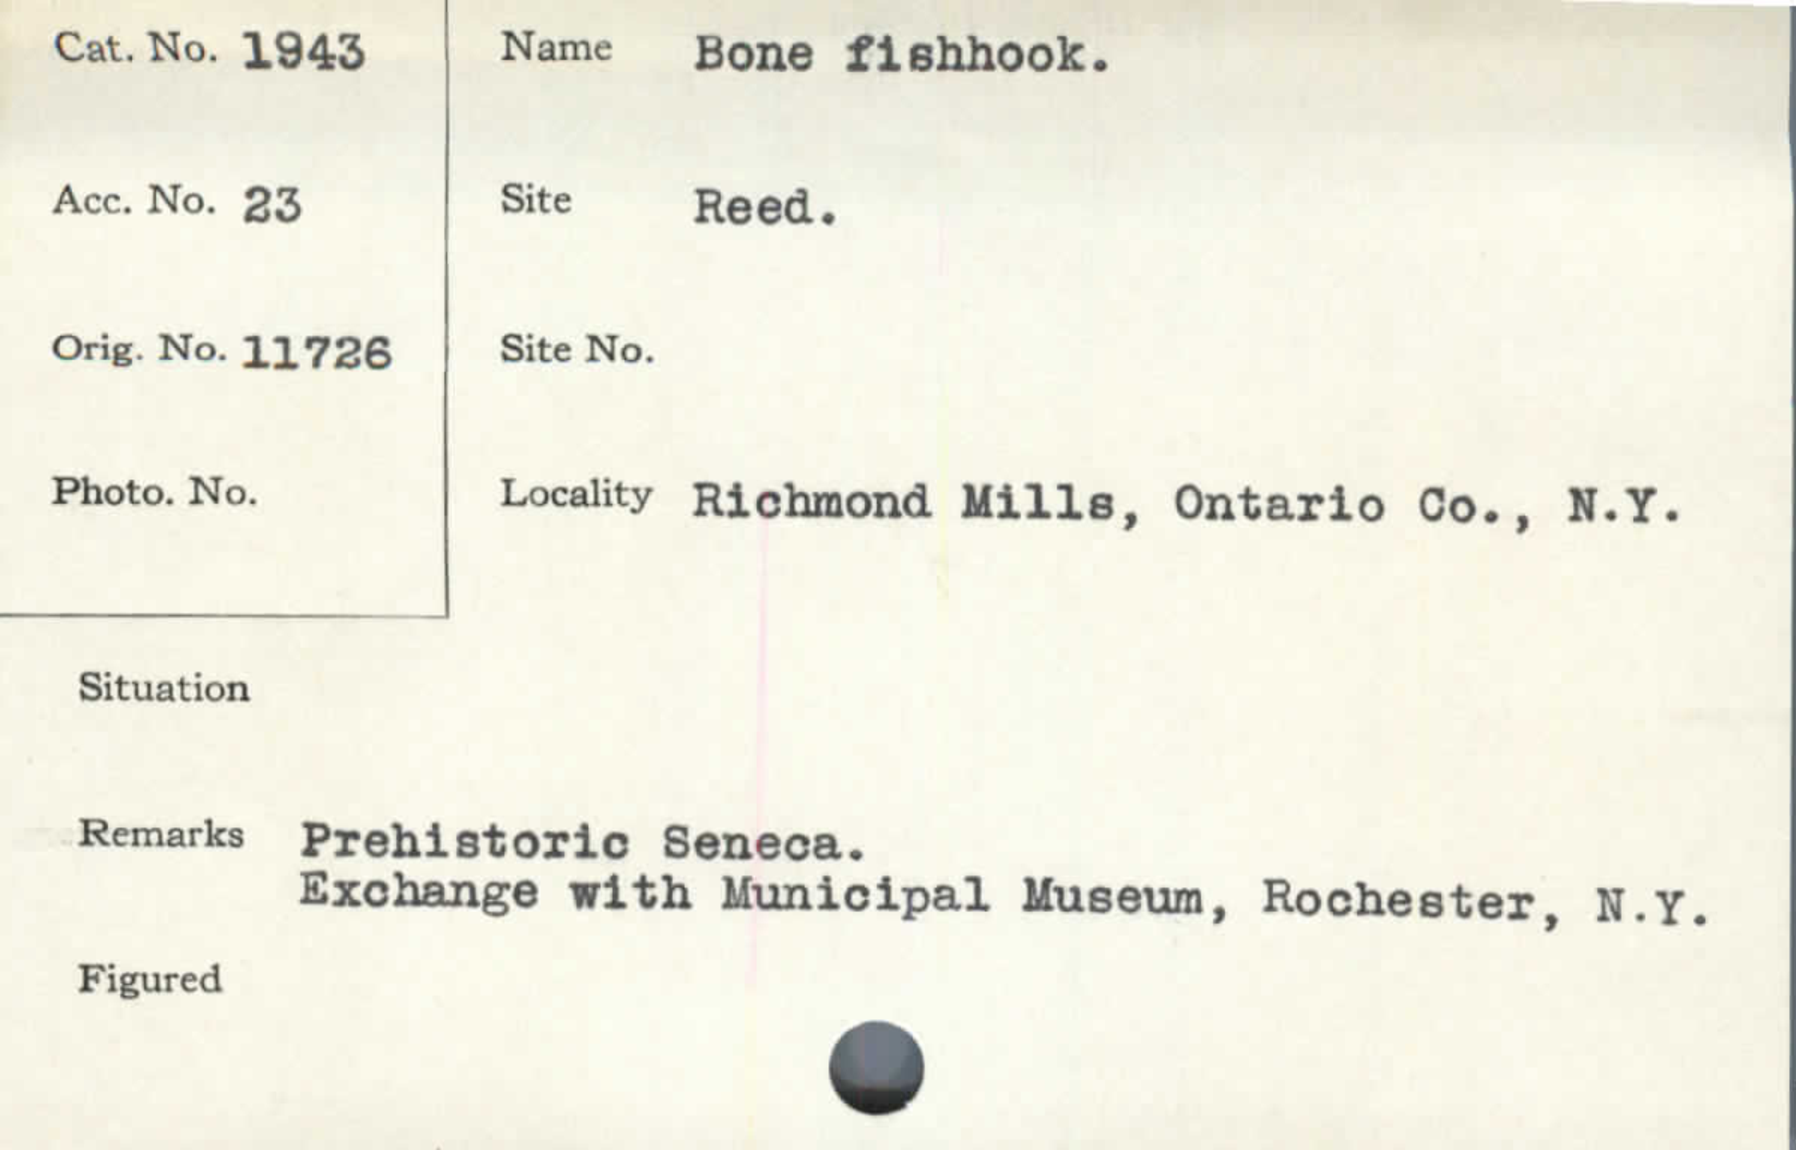 Cat. No. 1943
Acc. No. 23
Orig. No. 11726
Photo. No.
Name Bone fishhook.
Site Reed.
Site No.
Locality Richmond Mills, Ontario Co., N.Y.
Situation
Remarks Prehistoric Seneca.
Exchange with Municipal Museum, Rochester, N.Y.
Figured